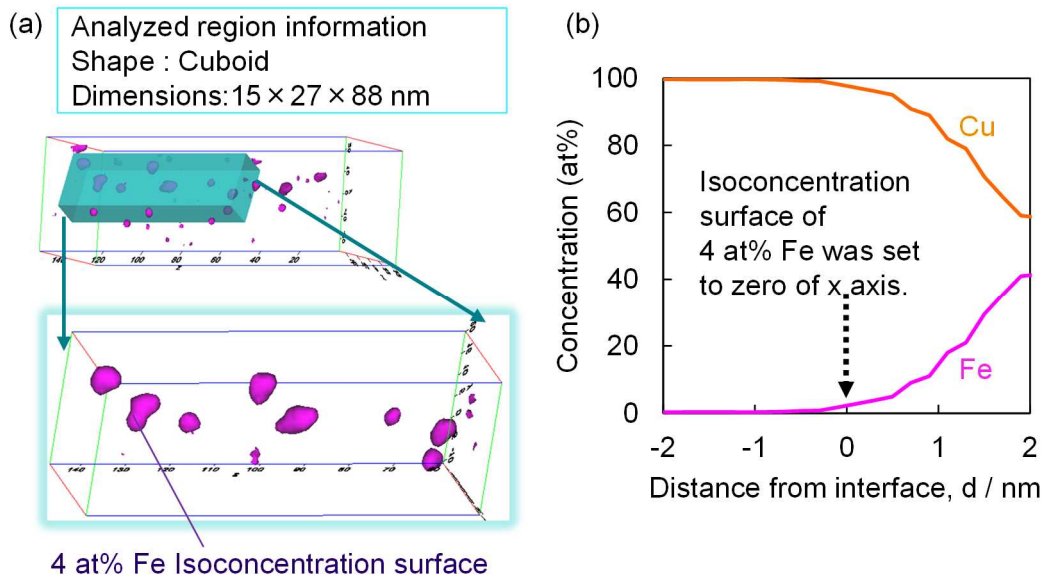 (a)
Analyzed region information
Shape : Cuboid
Dimensions:15×27×88 nm
140 120 100 80 60 40 20
z
140 130 110 100 90 80 70
4 at% Fe Isoconcentration surface
(b)
Concentration (at%)
100
80
60
40
20
0
Cu
Isoconcentration
surface of
4 at% Fe was set
to zero of x axis.
Fe
-2 -1 0 1 2
Distance from interface, d / nm